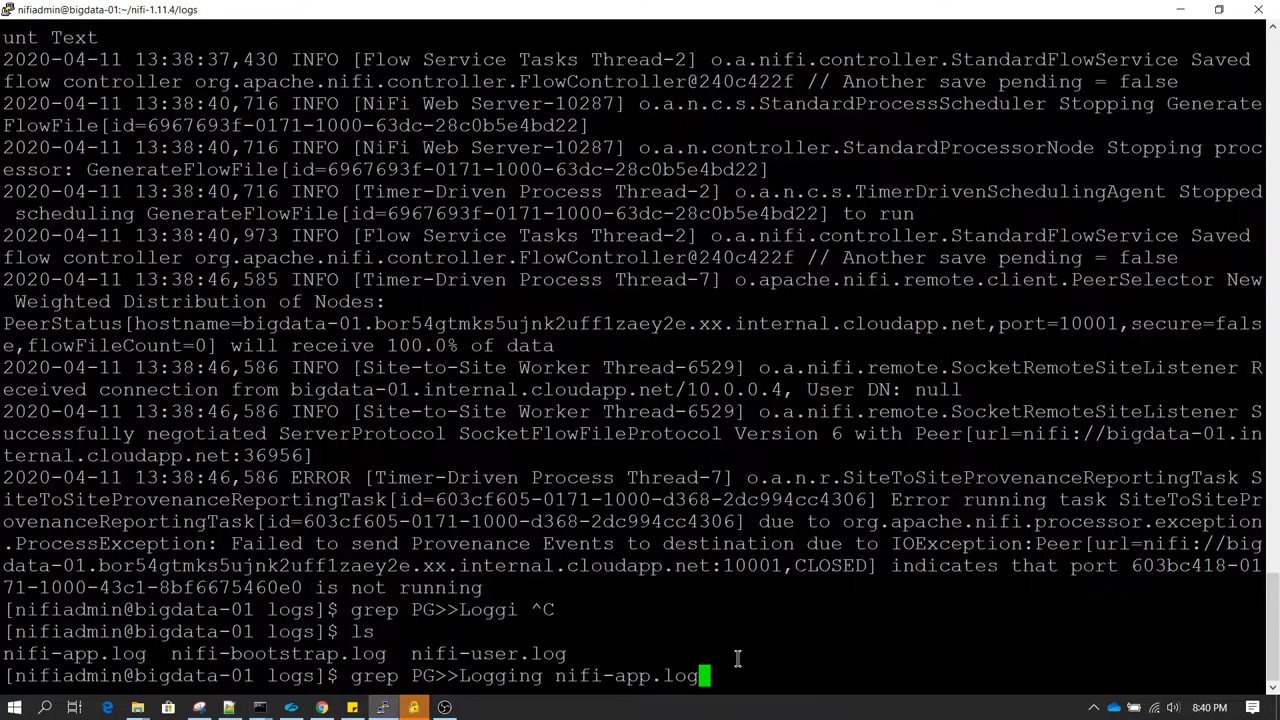 nifiadmin@bigdata-01:~/nifi-1.11.4/logs
unt Text
2020-04-11 13:38:37,430 INFO [Flow Service Tasks Thread-2] o.a.nifi.controller.StandardFlowService Saved
flow controller org.apache.nifi.controller.FlowController@240c422f // Another save pending = false
2020-04-11 13:38:40,716 INFO [NiFi Web Server-10287] o.a.n.c.s.StandardProcessScheduler Stopping Generate
FlowFile[id=6967693f-0171-1000-63dc-28c0b5e4bd22]
2020-04-11 13:38:40,716 INFO [NiFi Web Server-10287] o.a.n.controller.StandardProcessorNode Stopping proc
essor: GenerateFlowFile[id=6967693f-0171-1000-63dc-28c0b5e4bd22]
2020-04-11 13:38:40,716 INFO [Timer-Driven Process Thread-2] o.a.n.c.s.TimerDrivenSchedulingAgent Stopped
scheduling GenerateFlowFile[id=6967693f-0171-1000-63dc-28c0b5e4bd22] to run
2020-04-11 13:38:40,973 INFO [Flow Service Tasks Thread-2] o.a.nifi.controller.StandardFlowService Saved
flow controller org.apache.nifi.controller.FlowController@240c422f // Another save pending = false
2020-04-11 13:38:46,585 INFO [Timer-Driven Process Thread-7] o.apache.nifi.remote.client.PeerSelector New
Weighted Distribution of Nodes:
PeerStatus[hostname=bigdata-01.bor54gtmks5ujnk2uff1zaey2e.xx.internal.cloudapp.net,port=10001,secure=fals
e,flowFileCount=0] will receive 100.0% of data
2020-04-11 13:38:46,586 INFO [Site-to-Site Worker Thread-6529] o.a.nifi.remote.SocketRemoteSiteListener R
eceived connection from bigdata-01.internal.cloudapp.net/10.0.0.4, User DN: null
2020-04-11 13:38:46,586 INFO [Site-to-Site Worker Thread-6529] o.a.nifi.remote.SocketRemoteSiteListener S
uccessfully negotiated ServerProtocol SocketFlowFileProtocol Version 6 with Peer[url=nifi://bigdata-01.in
ternal.cloudapp.net:36956]
2020-04-11 13:38:46,586 ERROR [Timer-Driven Process Thread-7] o.a.n.r.SiteToSiteProvenanceReportingTask S
iteToSiteProvenanceReportingTask[id=603cf605-0171-1000-d368-2dc994cc4306] Error running task SiteToSitePr
ovenanceReportingTask[id=603cf605-0171-1000-d368-2dc994cc4306] due to org.apache.nifi.processor.exception
.ProcessException: Failed to send Provenance Events to destination due to IOException:Peer[url=nifi://big
data-01.bor54gtmks5ujnk2uff1zaey2e.xx.internal.cloudapp.net:10001,CLOSED] indicates that port 603bc418-01
71-1000-43c1-8bf6675460e0 is not running
[nifiadmin@bigdata-01 logs]$ grep PG>>Loggi ^C
[nifiadmin@bigdata-01 logs]$ ls
nifi-app.log  nifi-bootstrap.log  nifi-user.log
[nifiadmin@bigdata-01 logs]$ grep PG>>Logging nifi-app.log
8:40 PM